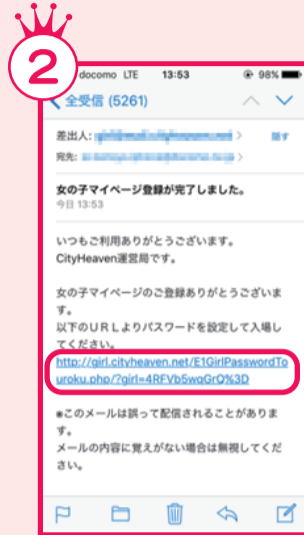 2
docomo LTE 13:53 98%
全受信 (5261)
差出人: 隠す
宛先:
女の子マイページ登録が完了しました。
今日 13:53
いつもご利用ありがとうございます。
CityHeaven運営局です。
女の子マイページのご登録ありがとうございま
す。
以下のURLよりパスワードを設定して入場し
てください。
http://girl.cityheaven.net/E1GirlPasswordTo
uroku.php/?girl=4RFVb5wqGrQ%3D
※このメールは誤って配信されることがありま
す。
メールの内容に覚えがない場合は無視してくだ
さい。